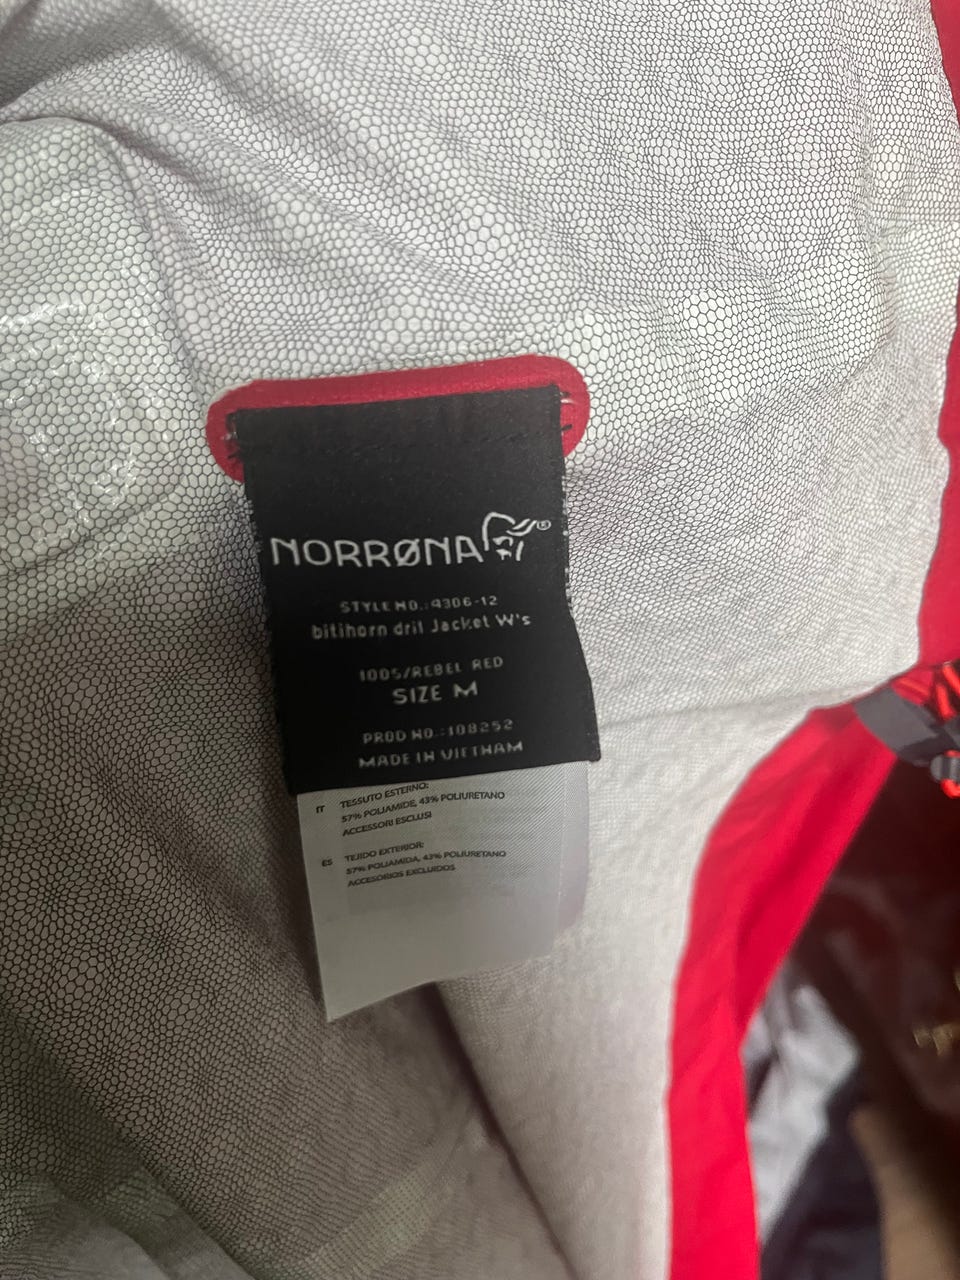 NORRØNA®
STYLE NO.:4306-12
bitihorn dri1 Jacket W's
1005/REBEL RED
SIZE M
PROD NO.:108252
MADE IN VIETNAM
IT TESSUTO ESTERNO:
57% POLIAMIDE, 43% POLIURETANO
ACCESSORI ESCLUSI
ES TEJIDO EXTERIOR:
57% POLIAMIDA, 43% POLIURETANO
ACCESORIOS EXCLUIDOS